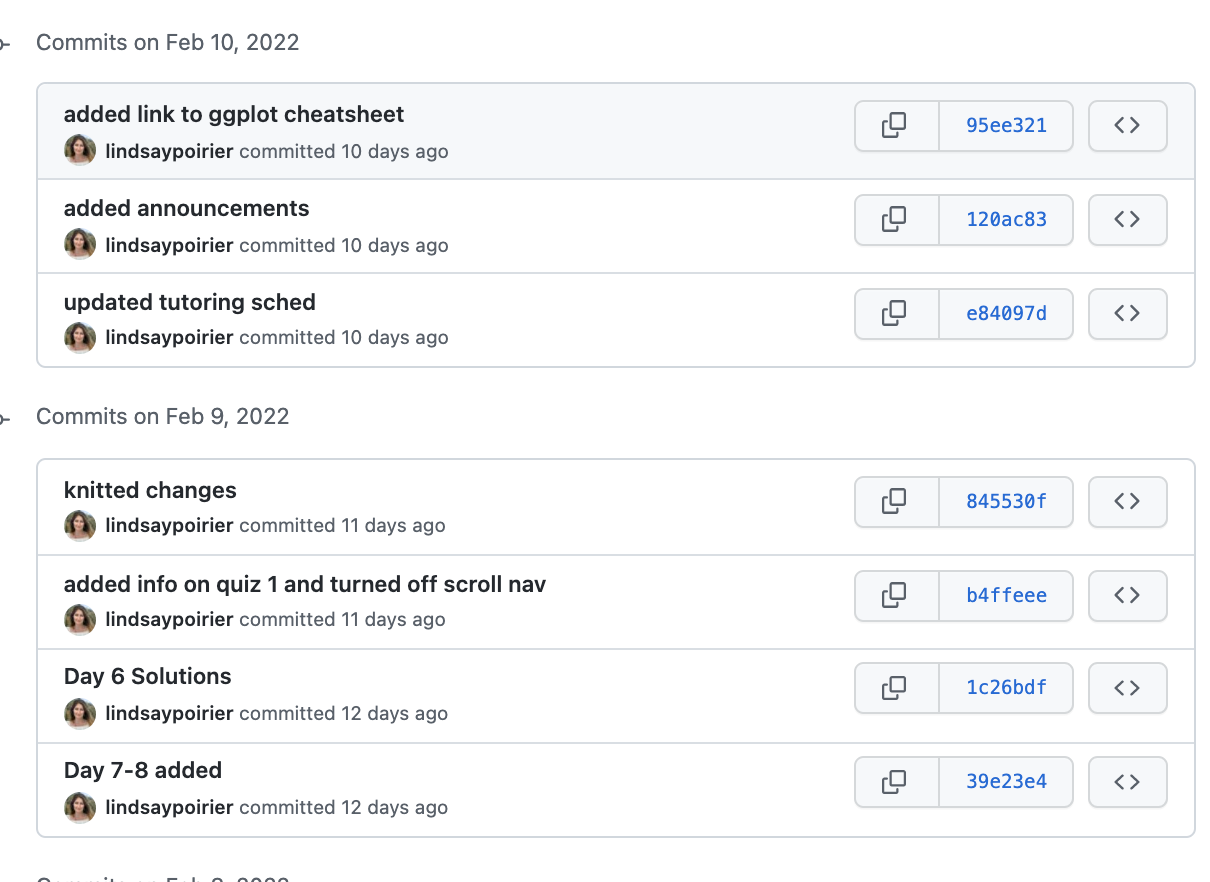 Commits on Feb 10, 2022
added link to ggplot cheatsheet
95ee321
lindsaypoirier committed 10 days ago
added announcements
120ac83
lindsaypoirier committed 10 days ago
updated tutoring sched
e84097d
lindsaypoirier committed 10 days ago
Commits on Feb 9, 2022
knitted changes
845530f
lindsaypoirier committed 11 days ago
added info on quiz 1 and turned off scroll nav
b4ffeee
lindsaypoirier committed 11 days ago
Day 6 Solutions
1c26bdf
lindsaypoirier committed 12 days ago
Day 7-8 added
39e23e4
lindsaypoirier committed 12 days ago